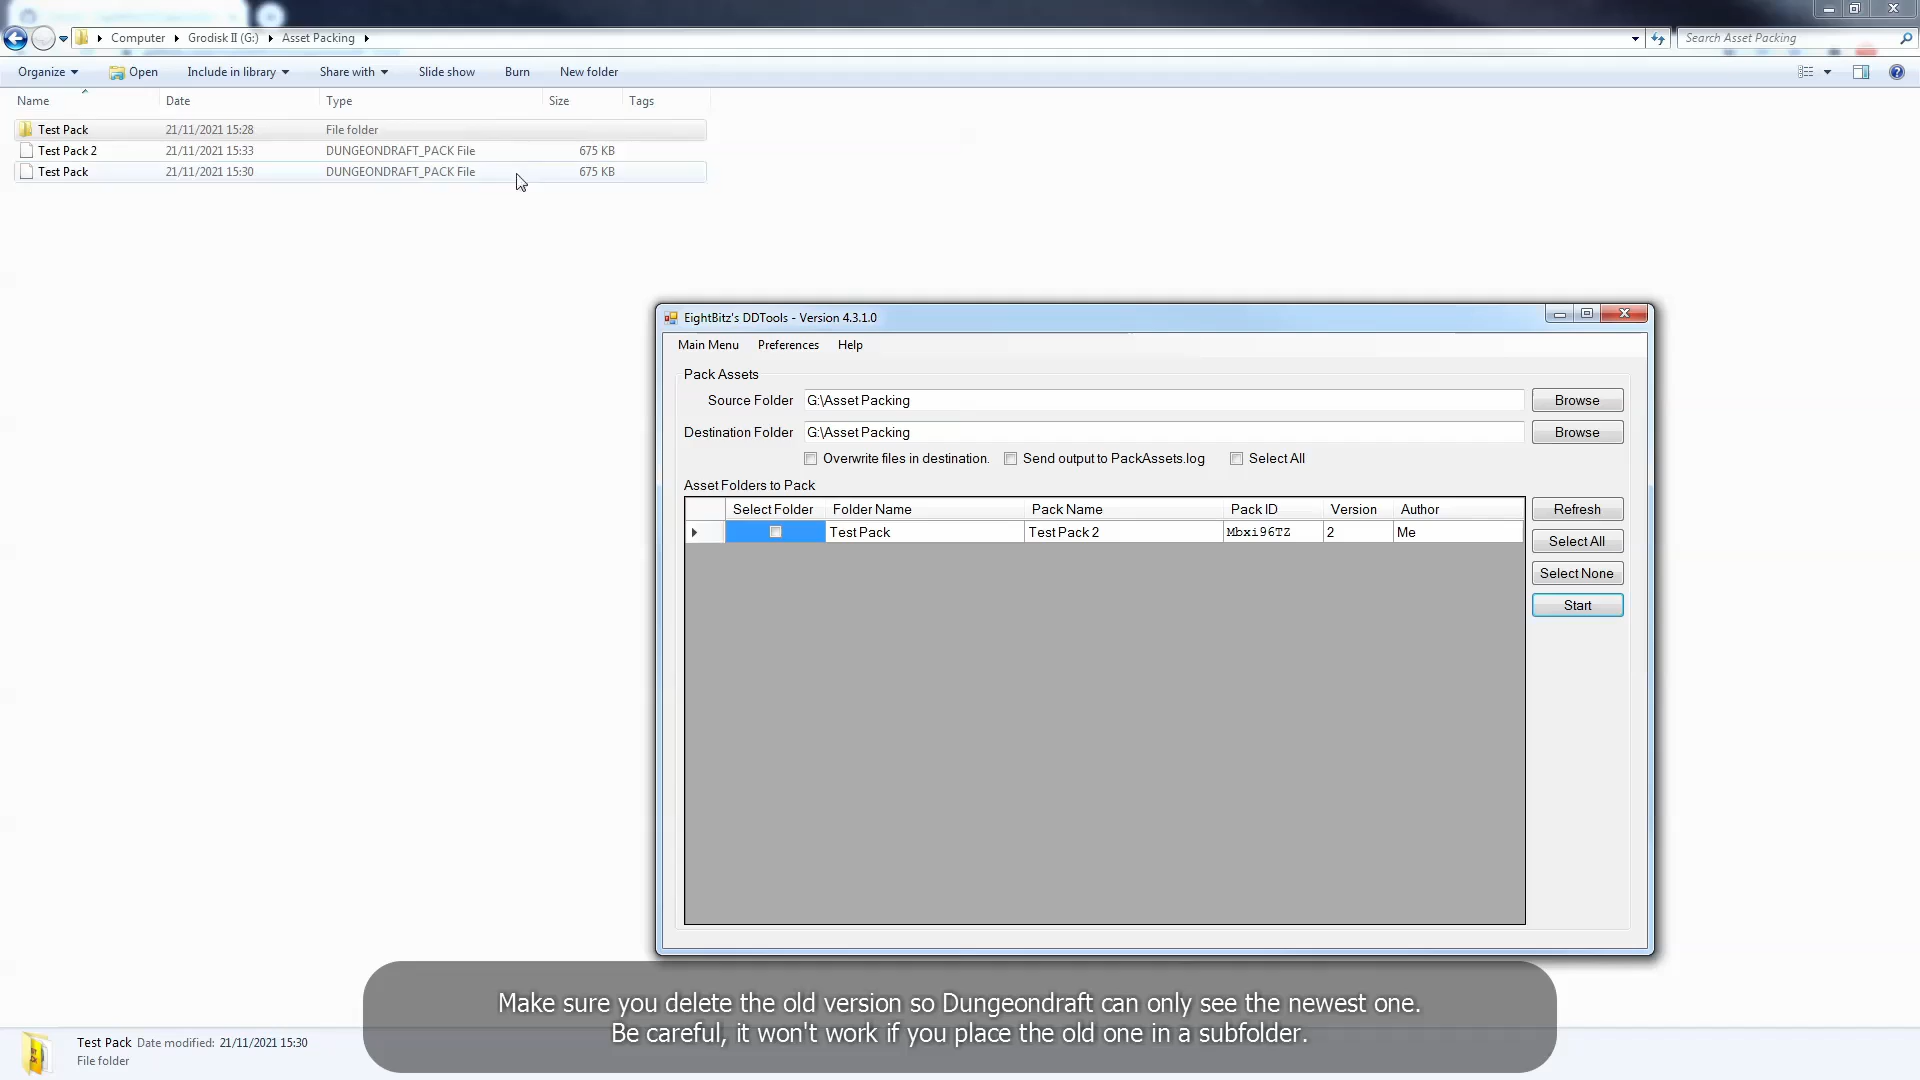 Computer
Grodisk II (G:)
Asset Packing
Search Asset Packing
Organize
Open
Include in library
Share with
Slide show
Burn
New folder
Name
Date
Type
Size
Tags
Test Pack
21/11/2021 15:28
File folder
Test Pack 2
21/11/2021 15:33
DUNGEONDRAFT_PACK File
675 KB
Test Pack
21/11/2021 15:30
DUNGEONDRAFT_PACK File
675 KB
EightBitz's DDTools - Version 4.3.1.0
Main Menu
Preferences
Help
Pack Assets
Source Folder
G:\Asset Packing
Browse
Destination Folder
G:\Asset Packing
Browse
Overwrite files in destination.
Send output to PackAssets.log
Select All
Asset Folders to Pack
Select Folder
Folder Name
Pack Name
Pack ID
Version
Author
Test Pack
Test Pack 2
Mbxi96TZ
2
Me
Refresh
Select All
Select None
Start
Make sure you delete the old version so Dungeondraft can only see the newest one.
Be careful, it won't work if you place the old one in a subfolder.
Test Pack
Date modified: 21/11/2021 15:30
File folder